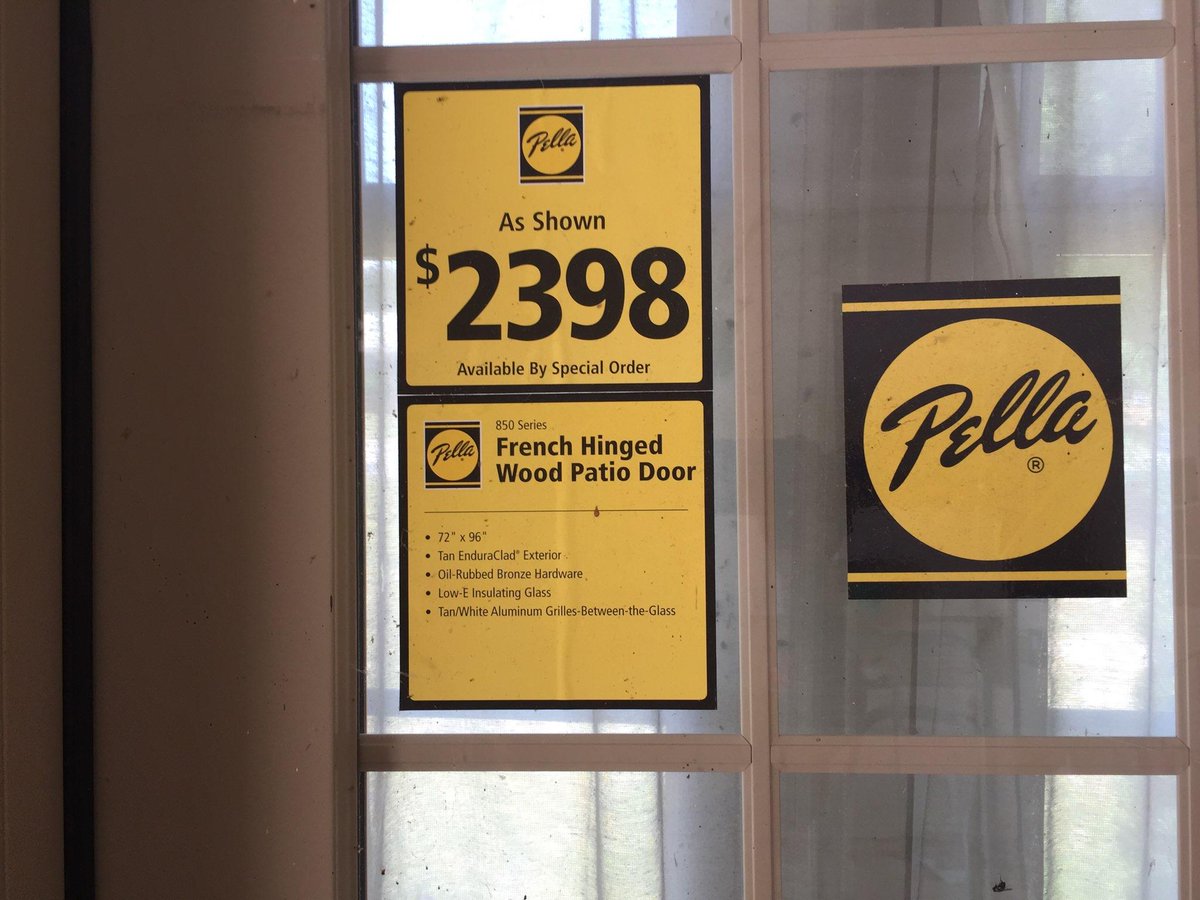 Pella
As Shown
$2398
Available By Special Order
Pella
850 Series
French Hinged
Wood Patio Door
• 72" x 96"
• Tan EnduraClad® Exterior
• Oil-Rubbed Bronze Hardware
• Low-E Insulating Glass
• Tan/White Aluminum Grilles-Between-the-Glass
Pella
®